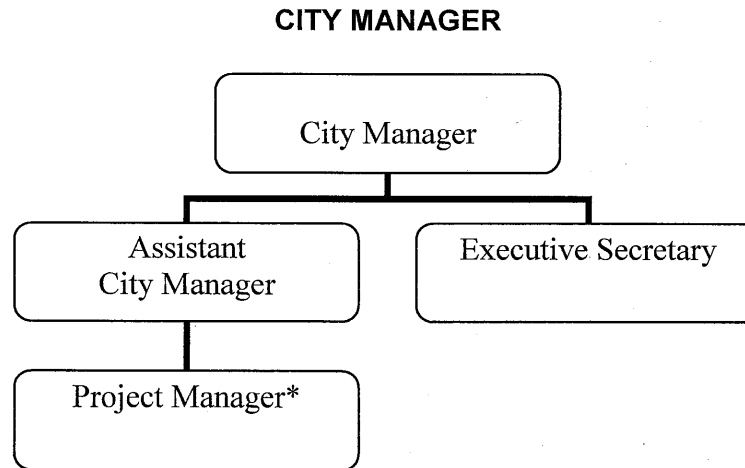 CITY MANAGER
City Manager
Assistant
City Manager
Executive Secretary
Project Manager*